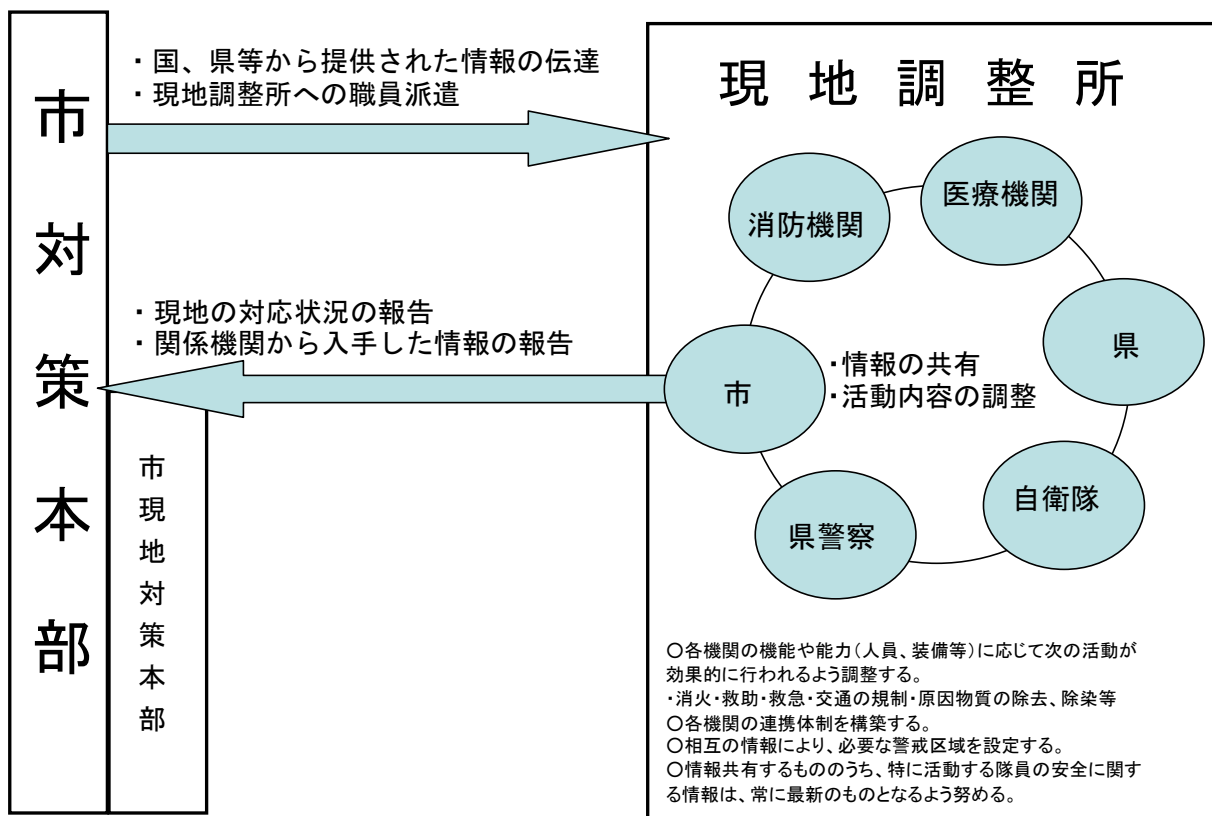 市対策本部
・国、県等から提供された情報の伝達
・現地調整所への職員派遣
・現地の対応状況の報告
・関係機関から入手した情報の報告
市現地対策本部
現地調整所
医療機関
消防機関
県
・情報の共有
・活動内容の調整
市
自衛隊
県警察
○各機関の機能や能力(人員、装備等)に応じて次の活動が
効果的に行われるよう調整する。
・消火・救助・救急・交通の規制・原因物質の除去、除染等
○各機関の連携体制を構築する。
○相互の情報により、必要な警戒区域を設定する。
○情報共有するもののうち、特に活動する隊員の安全に関す
る情報は、常に最新のものとなるよう努める。